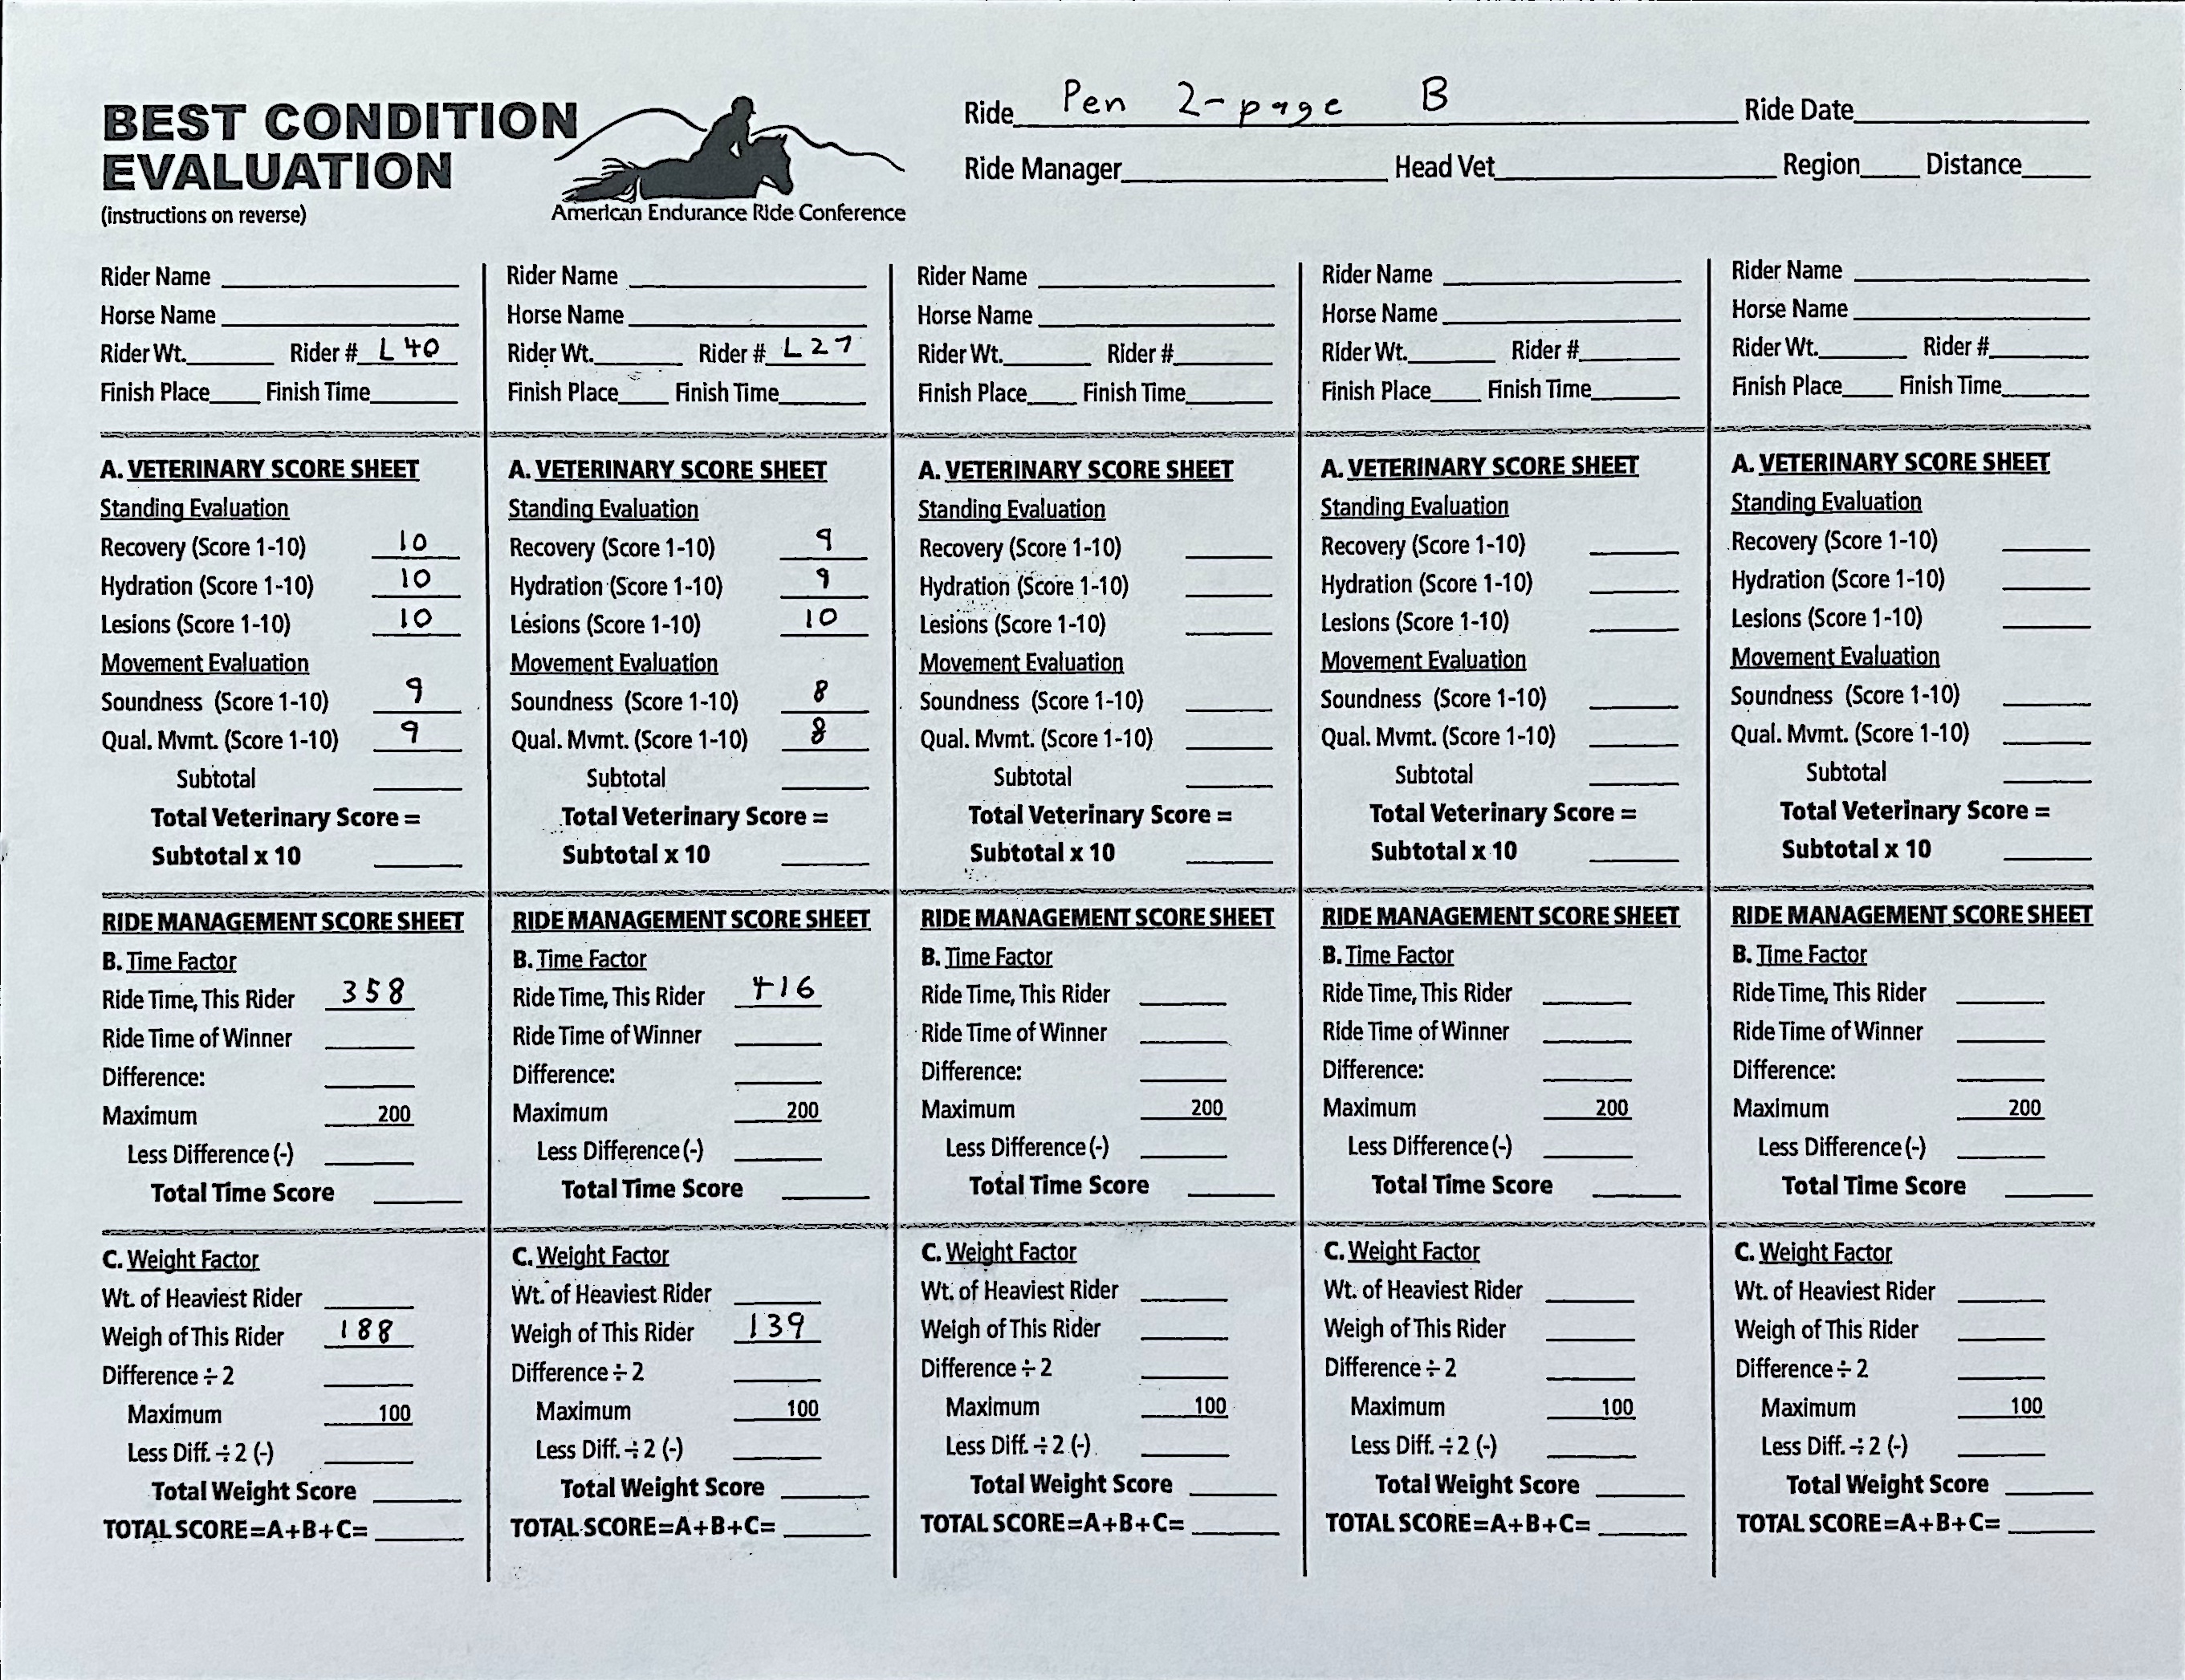 BEST CONDITION
EVALUATION
(instructions on reverse)
American Endurance Ride Conference
Ride Pen 2-page B Ride Date
Ride Manager Head Vet Region Distance
Rider Name Rider Name Rider Name Rider Name Rider Name
Horse Name Horse Name Horse Name Horse Name Horse Name
Rider Wt. Rider # L 40 Rider Wt. Rider # L 27 Rider Wt. Rider # Rider Wt. Rider # Rider Wt. Rider #
Finish Place Finish Time Finish Place Finish Time Finish Place Finish Time Finish Place Finish Time Finish Place Finish Time
A. VETERINARY SCORE SHEET A. VETERINARY SCORE SHEET A. VETERINARY SCORE SHEET A. VETERINARY SCORE SHEET A. VETERINARY SCORE SHEET
Standing Evaluation Standing Evaluation Standing Evaluation Standing Evaluation Standing Evaluation
Recovery (Score 1-10) 10 Recovery (Score 1-10) 9 Recovery (Score 1-10) Recovery (Score 1-10) Recovery (Score 1-10)
Hydration (Score 1-10) 10 Hydration (Score 1-10) 9 Hydration (Score 1-10) Hydration (Score 1-10) Hydration (Score 1-10)
Lesions (Score 1-10) 10 Lesions (Score 1-10) 10 Lesions (Score 1-10) Lesions (Score 1-10) Lesions (Score 1-10)
Movement Evaluation Movement Evaluation Movement Evaluation Movement Evaluation Movement Evaluation
Soundness (Score 1-10) 9 Soundness (Score 1-10) 8 Soundness (Score 1-10) Soundness (Score 1-10) Soundness (Score 1-10)
Qual. Mvmt. (Score 1-10) 9 Qual. Mvmt. (Score 1-10) 8 Qual. Mvmt. (Score 1-10) Qual. Mvmt. (Score 1-10) Qual. Mvmt. (Score 1-10)
Subtotal Subtotal Subtotal Subtotal Subtotal
Total Veterinary Score = Total Veterinary Score = Total Veterinary Score = Total Veterinary Score = Total Veterinary Score =
Subtotal x 10 Subtotal x 10 Subtotal x 10 Subtotal x 10 Subtotal x 10
RIDE MANAGEMENT SCORE SHEET RIDE MANAGEMENT SCORE SHEET RIDE MANAGEMENT SCORE SHEET RIDE MANAGEMENT SCORE SHEET RIDE MANAGEMENT SCORE SHEET
B. Time Factor B. Time Factor B. Time Factor B. Time Factor B. Time Factor
Ride Time, This Rider 358 Ride Time, This Rider 416 Ride Time, This Rider Ride Time, This Rider Ride Time, This Rider
Ride Time of Winner Ride Time of Winner Ride Time of Winner Ride Time of Winner Ride Time of Winner
Difference: Difference: Difference: Difference: Difference:
Maximum 200 Maximum 200 Maximum 200 Maximum 200 Maximum 200
Less Difference (-) Less Difference (-) Less Difference (-) Less Difference (-) Less Difference (-)
Total Time Score Total Time Score Total Time Score Total Time Score Total Time Score
C. Weight Factor C. Weight Factor C. Weight Factor C. Weight Factor C. Weight Factor
Wt. of Heaviest Rider Wt. of Heaviest Rider Wt. of Heaviest Rider Wt. of Heaviest Rider Wt. of Heaviest Rider
Weigh of This Rider 188 Weigh of This Rider 139 Weigh of This Rider Weigh of This Rider Weigh of This Rider
Difference ÷ 2 Difference ÷ 2 Difference ÷ 2 Difference ÷ 2 Difference ÷ 2
Maximum 100 Maximum 100 Maximum 100 Maximum 100 Maximum 100
Less Diff. ÷ 2 (-) Less Diff. ÷ 2 (-) Less Diff. ÷ 2 (-) Less Diff. ÷ 2 (-) Less Diff. ÷ 2 (-)
Total Weight Score Total Weight Score Total Weight Score Total Weight Score Total Weight Score
TOTAL SCORE=A+B+C= TOTAL SCORE=A+B+C= TOTAL SCORE=A+B+C= TOTAL SCORE=A+B+C= TOTAL SCORE=A+B+C=